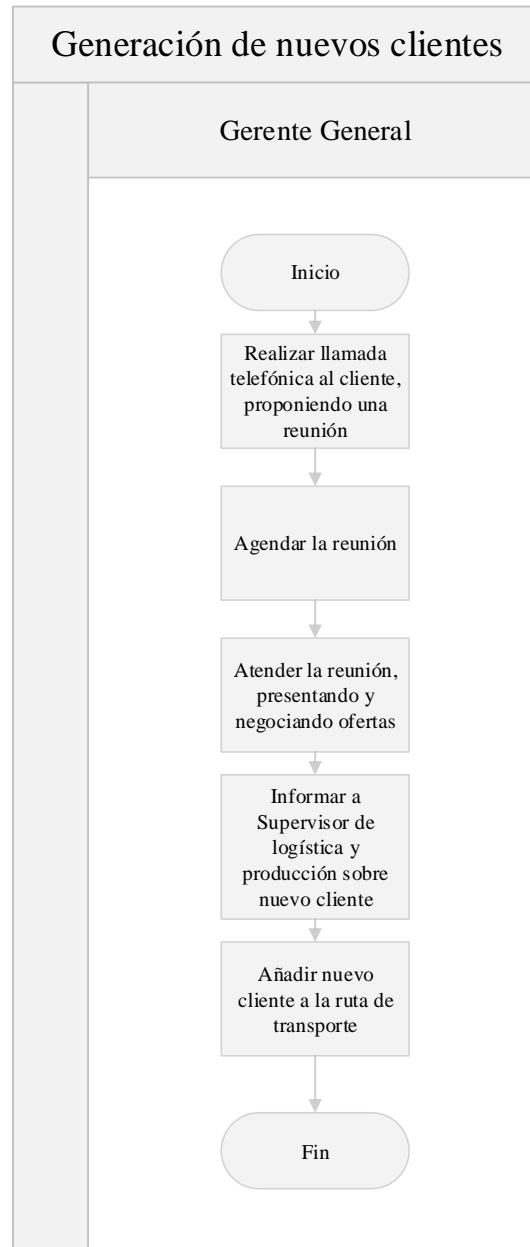 Generación de nuevos clientes
Gerente General
Inicio
Realizar llamada
telefónica al cliente,
proponiendo una
reunión
Agendar la reunión
Atender la reunión,
presentando y
negociando ofertas
Informar a
Supervisor de
logística y
producción sobre
nuevo cliente
Añadir nuevo
cliente a la ruta de
transporte
Fin